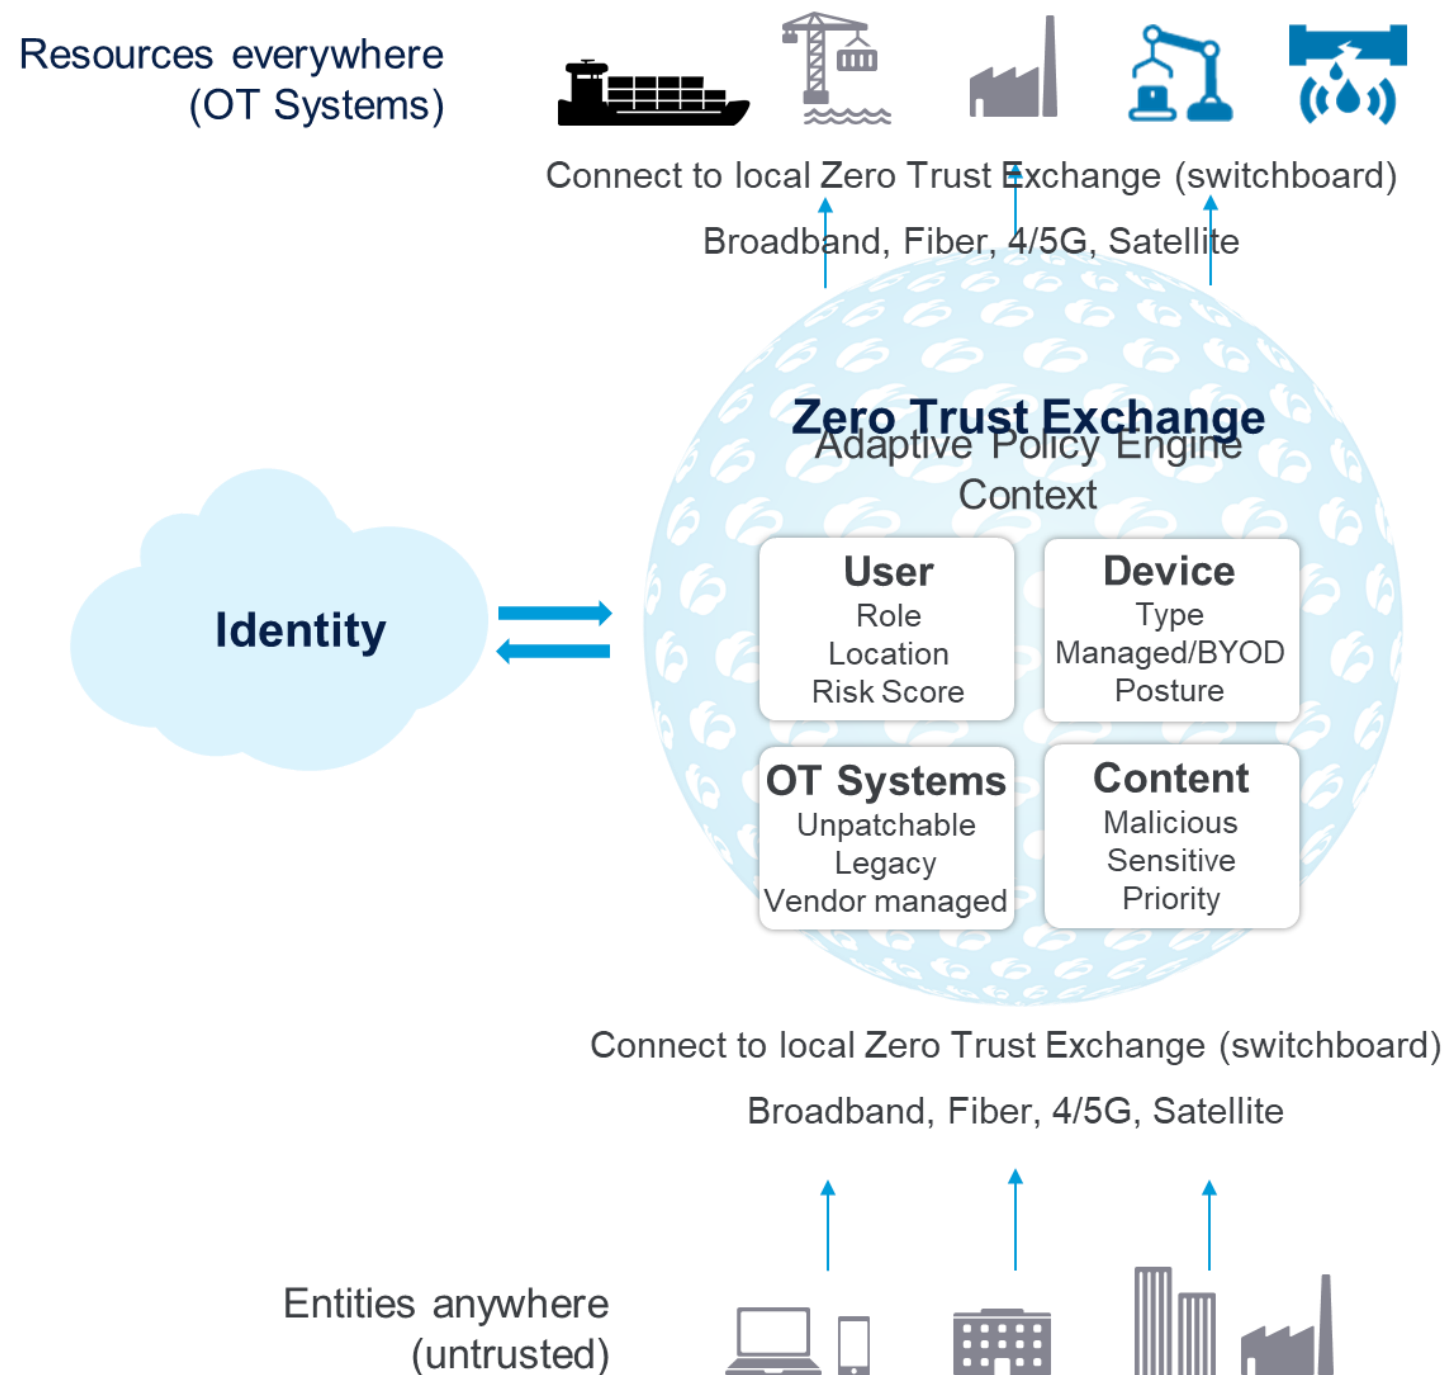 Resources everywhere
(OT Systems)
Connect to local Zero Trust Exchange (switchboard)
Broadband, Fiber, 4/5G, Satellite
Zero Trust Exchange
Adaptive Policy Engine
Context
User
Role
Location
Risk Score
Device
Type
Managed/BYOD
Posture
Identity
OT Systems
Unpatchable
Legacy
Vendor managed
Content
Malicious
Sensitive
Priority
Connect to local Zero Trust Exchange (switchboard)
Broadband, Fiber, 4/5G, Satellite
Entities anywhere
(untrusted)